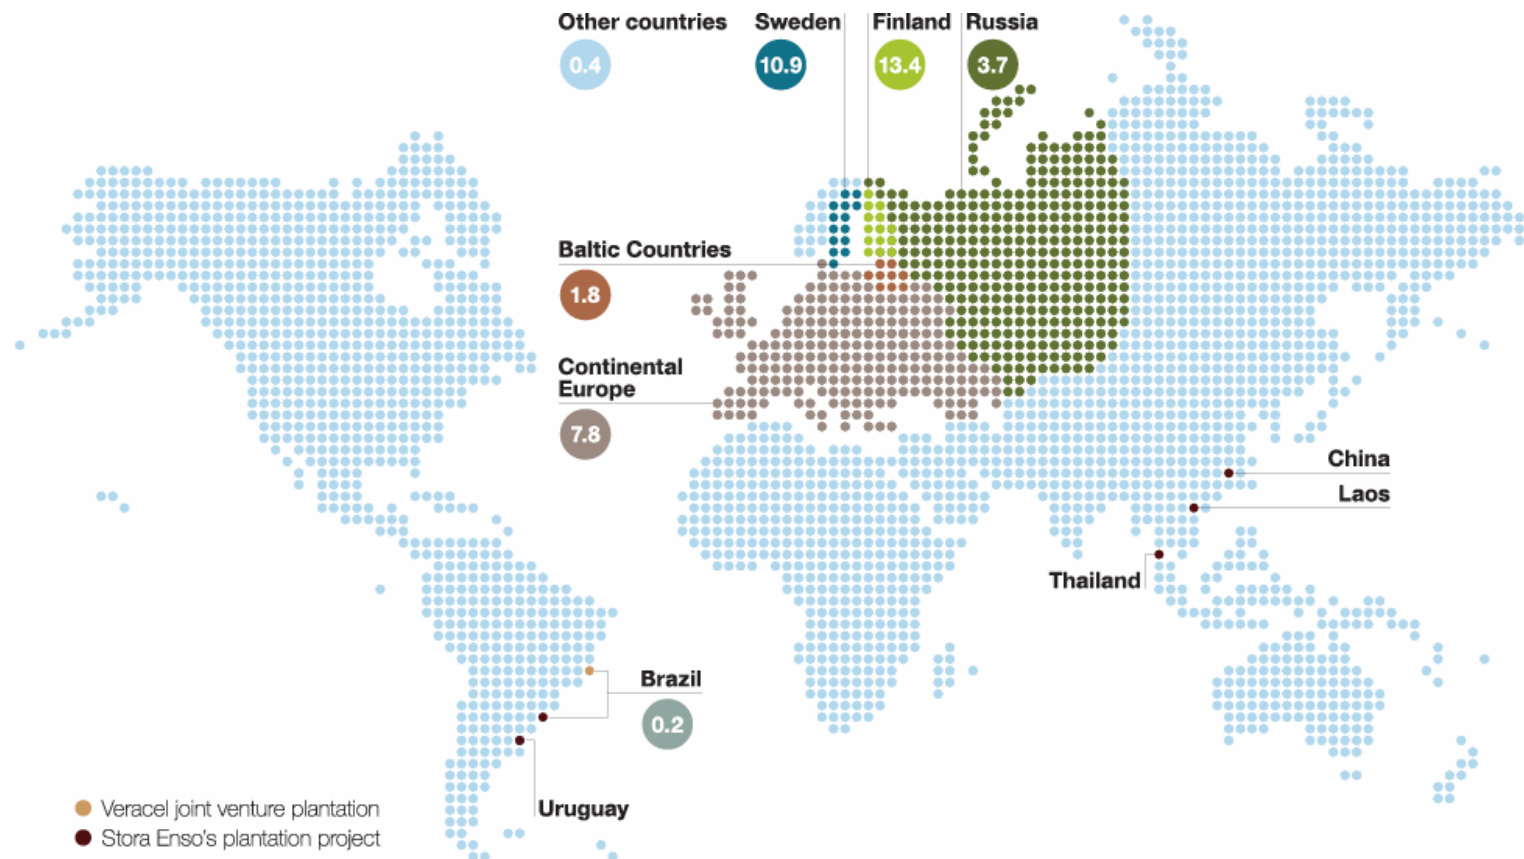 Other countries
0.4
Sweden
10.9
Finland
13.4
Russia
3.7
Baltic Countries
1.8
Continental
Europe
7.8
China
Laos
Thailand
Brazil
0.2
Uruguay
Veracel joint venture plantation
Stora Enso's plantation project